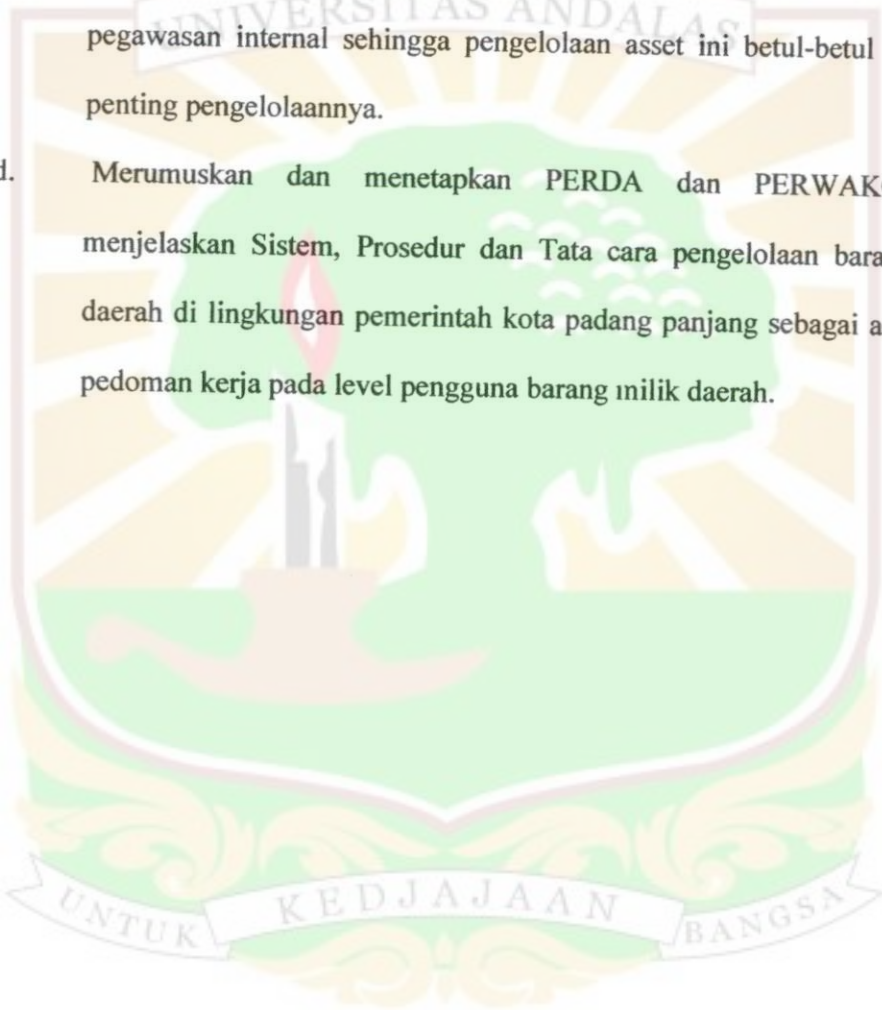 UNIVERSITAS ANDALAS
pegawasan internal sehingga pengelolaan asset ini betul-betul
penting pengelolaannya.
d. Merumuskan dan menetapkan PERDA dan PERWAK
menjelaskan Sistem, Prosedur dan Tata cara pengelolaan bara
daerah di lingkungan pemerintah kota padang panjang sebagai a
pedoman kerja pada level pengguna barang milik daerah.
UNTUK KEDJAJAAN BANGSA